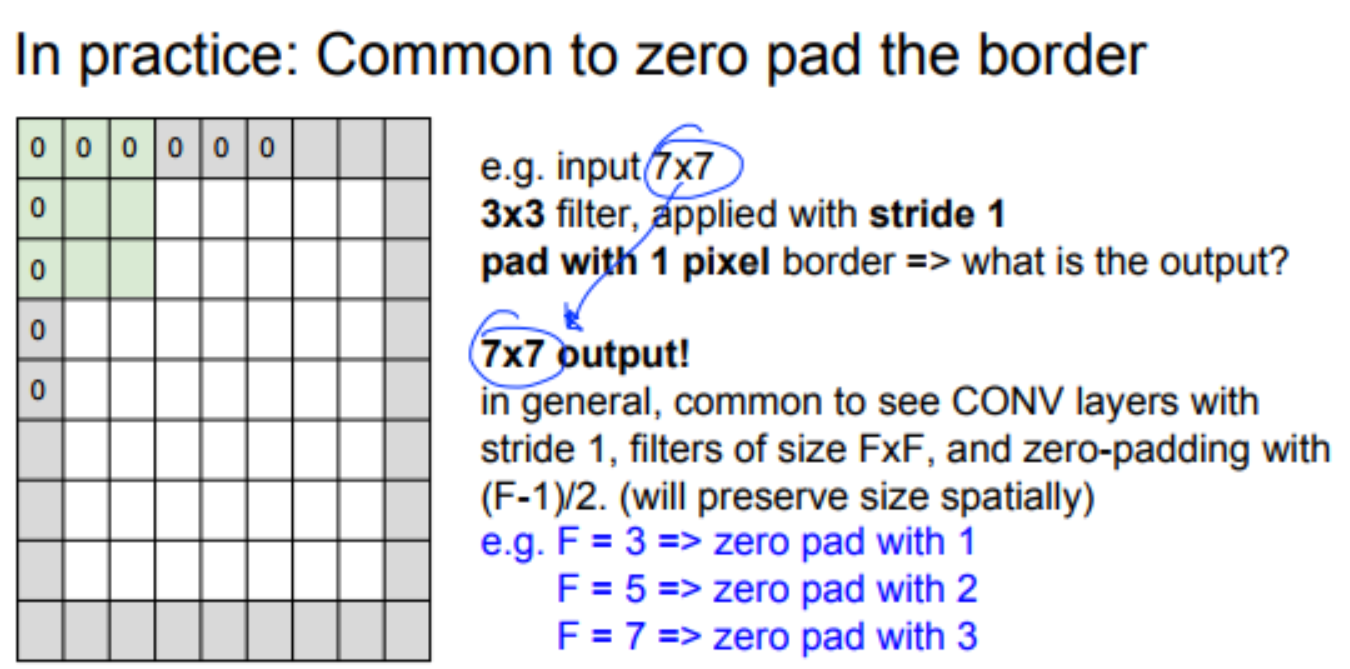 In practice: Common to zero pad the border
0 0 0 0 0 0
0
0
0
0
e.g. input 7x7
3x3 filter, applied with stride 1
pad with 1 pixel border => what is the output?
7x7 output!
in general, common to see CONV layers with
stride 1, filters of size FxF, and zero-padding with
(F-1)/2. (will preserve size spatially)
e.g. F = 3 => zero pad with 1
F = 5 => zero pad with 2
F = 7 => zero pad with 3